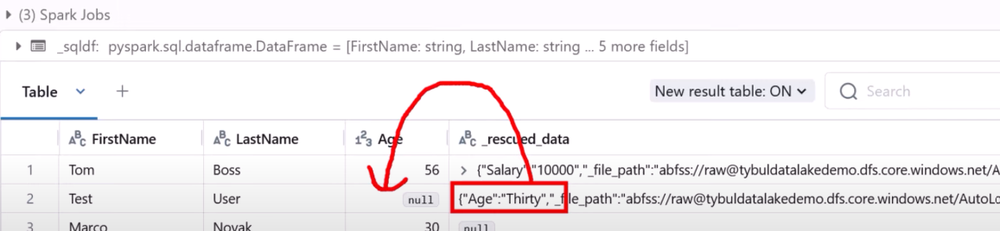 (3) Spark Jobs
_sqldf: pyspark.sql.dataframe.DataFrame = [FirstName: string, LastName: string ... 5 more fields]
Table New result table: ON Search
FirstName LastName Age _rescued_data
1 Tom Boss 56 {"Salary" "10000","_file_path":"abfss://raw@tybuldatalakedemo.dfs.core.windows.net/A
2 Test User null {"Age":"Thirty","_file_path":"abfss://raw@tybuldatalakedemo.dfs.core.windows.net/AutoLo
3 Marco Novak 30 null